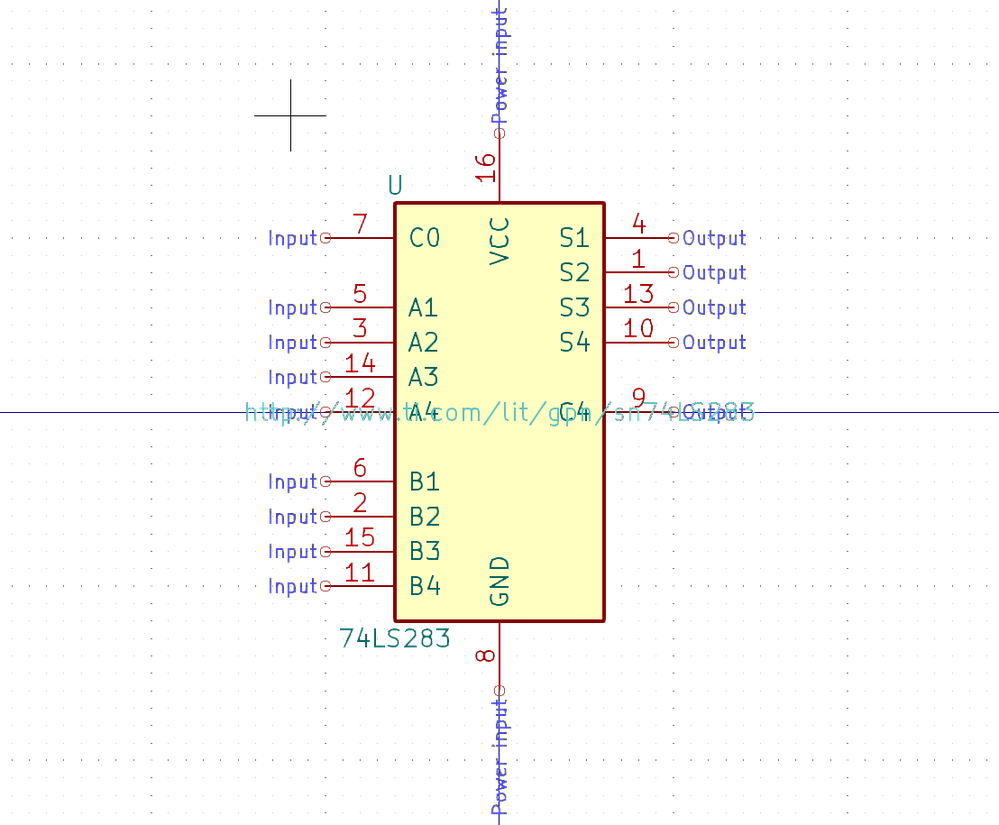 Power input
16
U
Input 7 C0 VCC S1 4 Output
S2 1 Output
Input 5 A1 S3 13 Output
Input 3 A2 S4 10 Output
Input 14 A3
Input 12 A4 C4 9 Output
http://www.ti.com/lit/gpn/sn74LS283
Input 6 B1
Input 2 B2
Input 15 B3
Input 11 B4 GND
74LS283
8
Power input